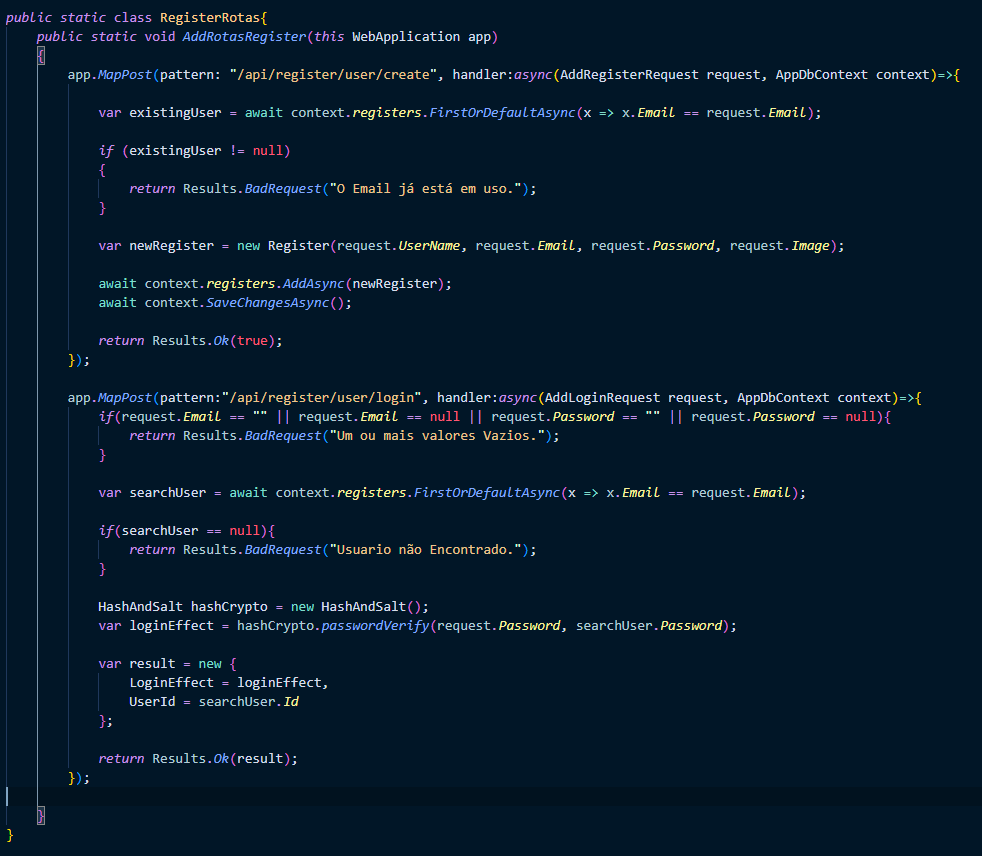 public static class RegisterRotas{
public static void AddRotasRegister(this WebApplication app)
{
app.MapPost(pattern: "/api/register/user/create", handler:async(AddRegisterRequest request, AppDbContext context)=>{
var existingUser = await context.registers.FirstOrDefaultAsync(x => x.Email == request.Email);
if (existingUser != null)
{
return Results.BadRequest("O Email já está em uso.");
}
var newRegister = new Register(request.UserName, request.Email, request.Password, request.Image);
await context.registers.AddAsync(newRegister);
await context.SaveChangesAsync();
return Results.Ok(true);
});
app.MapPost(pattern:"/api/register/user/login", handler:async(AddLoginRequest request, AppDbContext context)=>{
if(request.Email == "" || request.Email == null || request.Password == "" || request.Password == null){
return Results.BadRequest("Um ou mais valores Vazios.");
}
var searchUser = await context.registers.FirstOrDefaultAsync(x => x.Email == request.Email);
if(searchUser == null){
return Results.BadRequest("Usuario não Encontrado.");
}
HashAndSalt hashCrypto = new HashAndSalt();
var loginEffect = hashCrypto.passwordVerify(request.Password, searchUser.Password);
var result = new {
LoginEffect = loginEffect,
UserId = searchUser.Id
};
return Results.Ok(result);
});
}
}